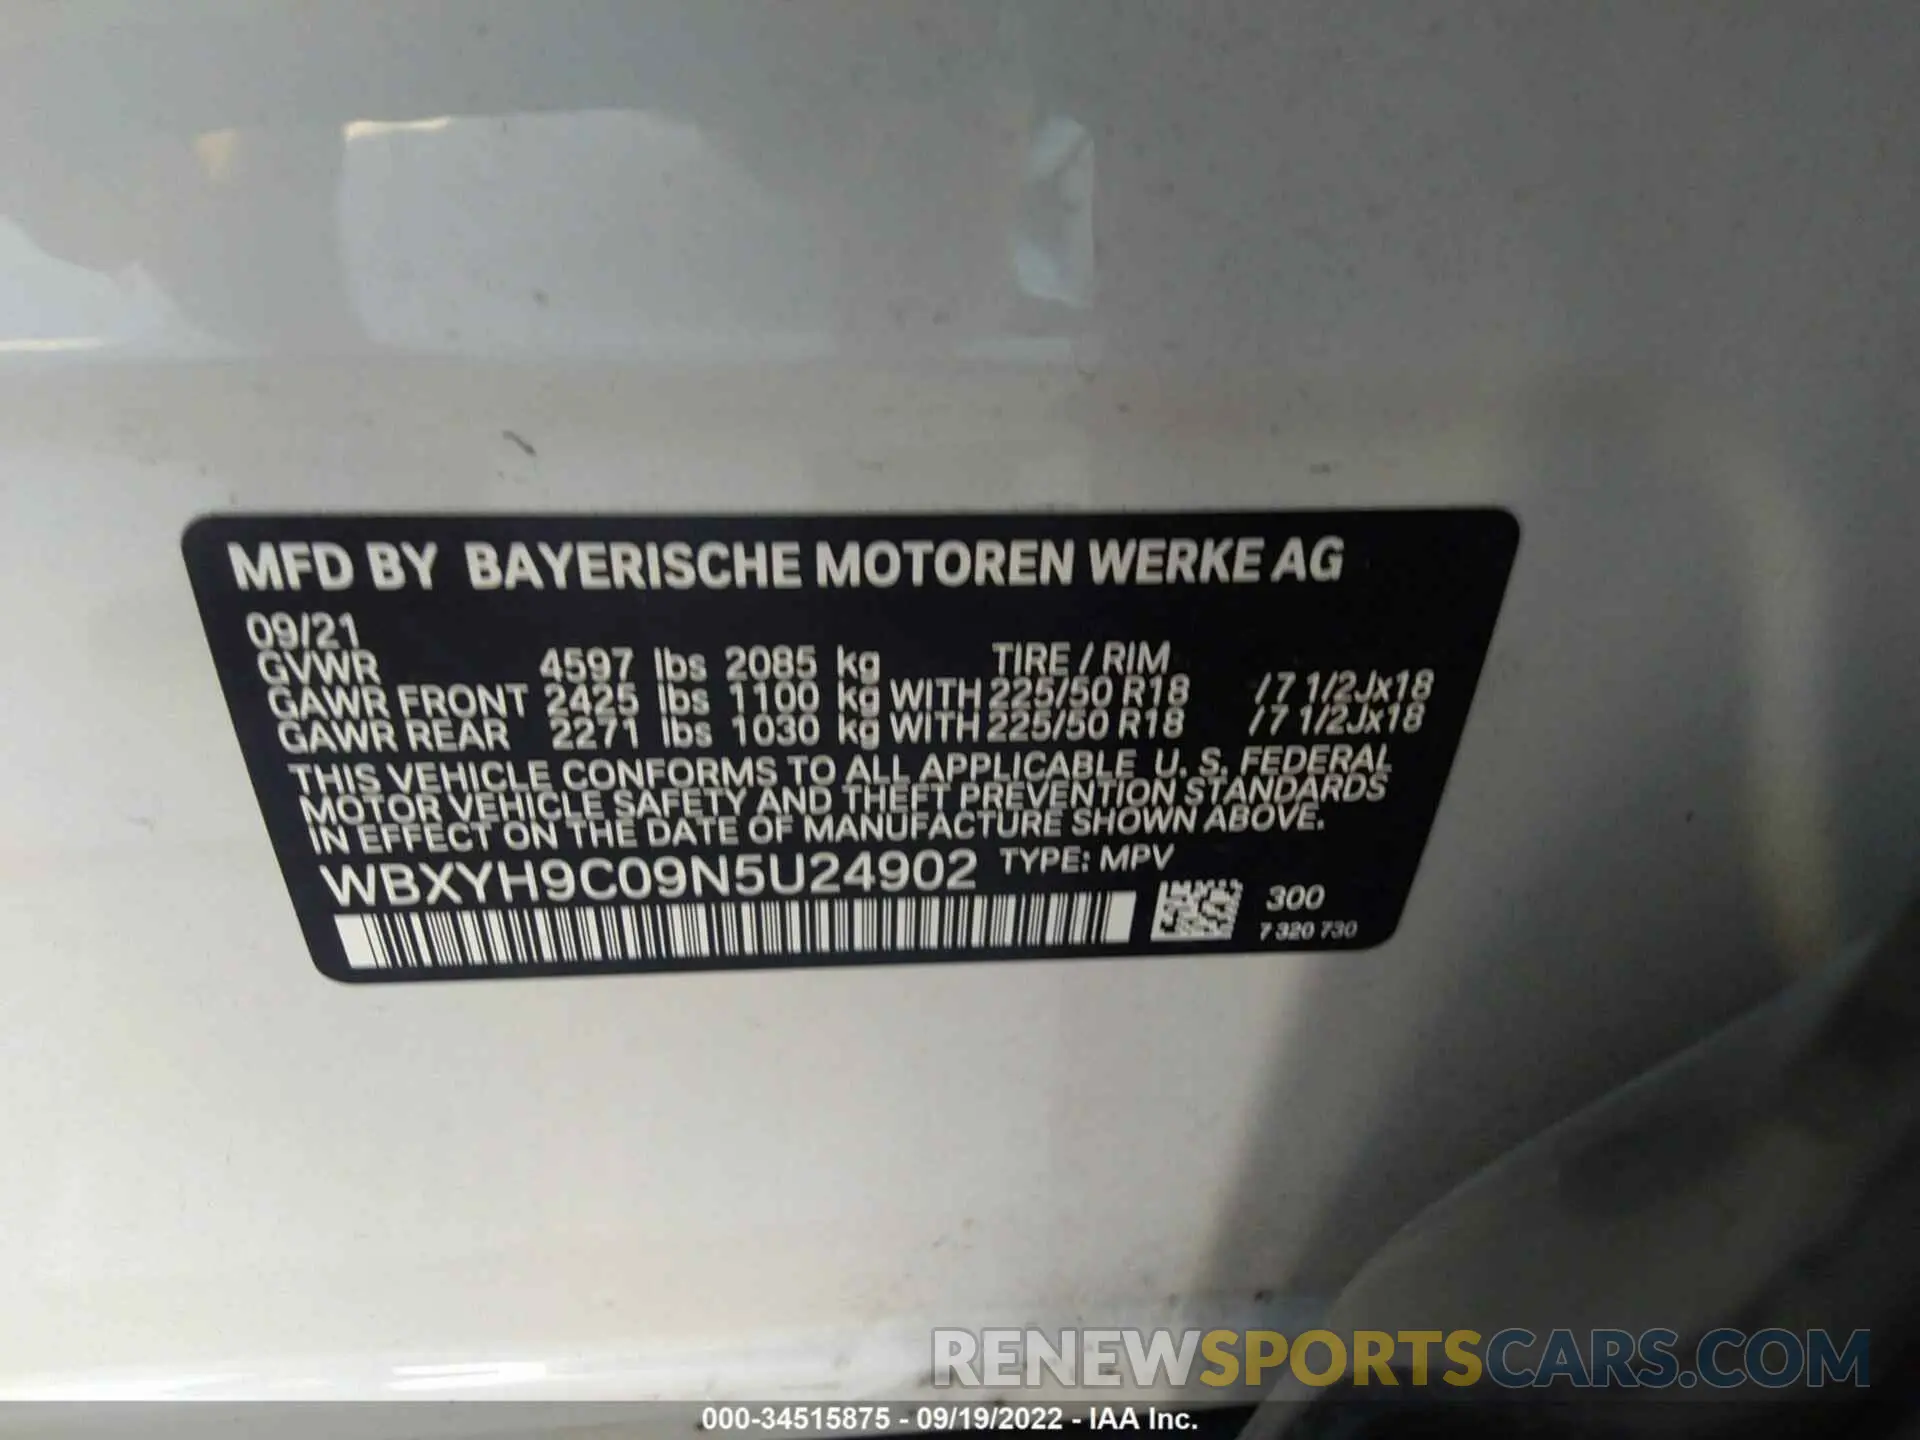 MFD BY BAYERISCHE MOTOREN WERKE AG
09/21
GVWR 4597 lbs 2085 kg TIRE / RIM
GAWR FRONT 2425 lbs 1100 kg WITH 225/50 R18 /7 1/2Jx18
GAWR REAR 2271 lbs 1030 kg WITH 225/50 R18 /7 1/2Jx18
THIS VEHICLE CONFORMS TO ALL APPLICABLE U. S. FEDERAL
MOTOR VEHICLE SAFETY AND THEFT PREVENTION STANDARDS
IN EFFECT ON THE DATE OF MANUFACTURE SHOWN ABOVE.
WBXYH9C09N5U24902 TYPE: MPV
300
7 320 730
RENEWSPORTSCARS.COM
000-34515875 - 09/19/2022 - IAA Inc.